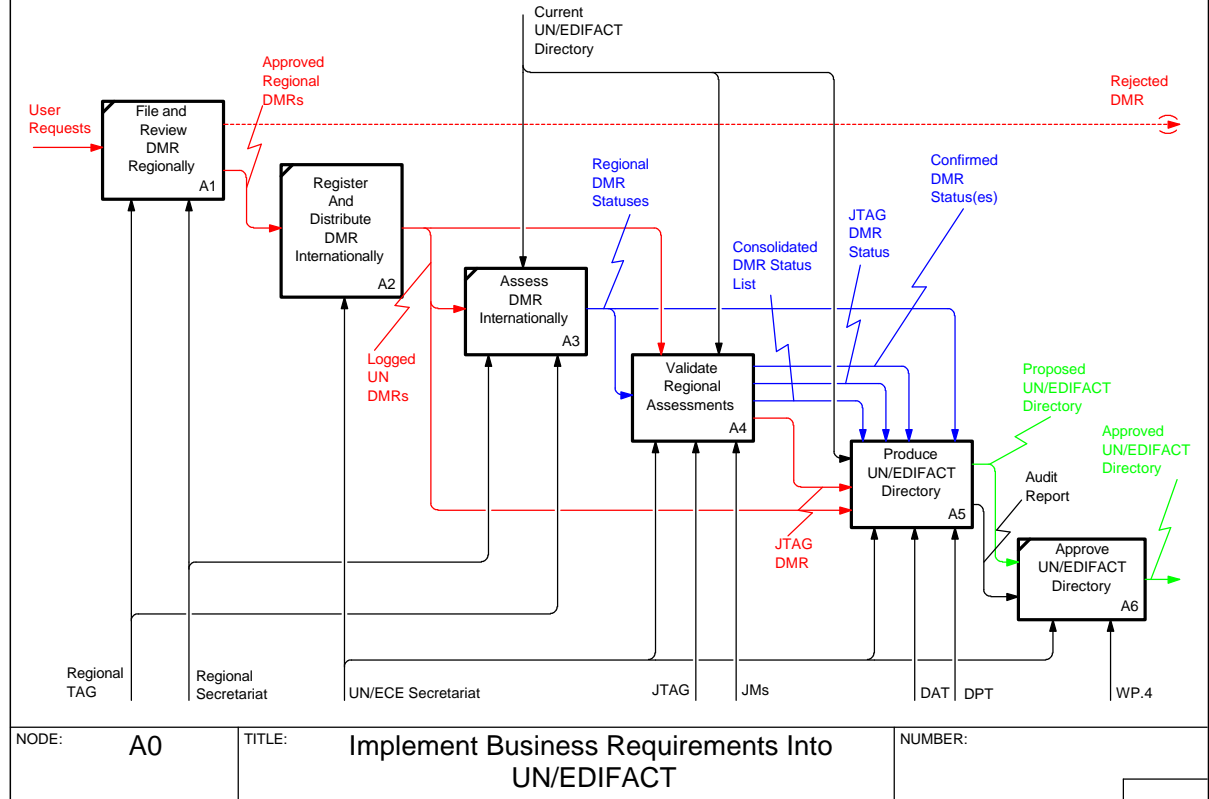 Current
UN/EDIFACT
Directory
Approved
Regional
DMRs
Rejected
DMR
User
Requests
File and
Review
DMR
Regionally
A1
Register
And
Distribute
DMR
Internationally
A2
Regional
DMR
Statuses
Confirmed
DMR
Status(es)
JTAG
DMR
Status
Consolidated
DMR Status
List
Assess
DMR
Internationally
A3
Logged
UN
DMRs
Validate
Regional
Assessments
A4
Proposed
UN/EDIFACT
Directory
Approved
UN/EDIFACT
Directory
Produce
UN/EDIFACT
Directory
A5
Audit
Report
JTAG
DMR
Approve
UN/EDIFACT
Directory
A6
Regional
TAG
Regional
Secretariat
UN/ECE Secretariat
JTAG
JMs
DAT
DPT
WP.4
NODE:
A0
TITLE:
Implement Business Requirements Into
UN/EDIFACT
NUMBER: